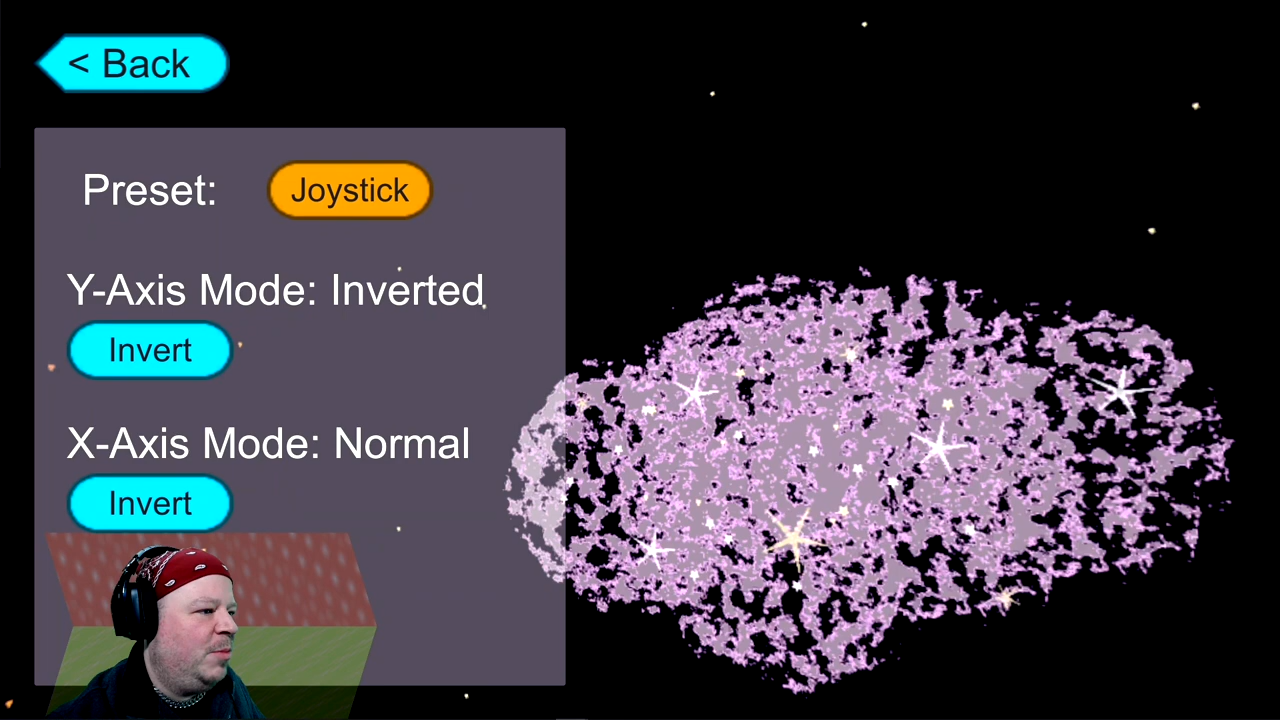 < Back
Preset: Joystick
Y-Axis Mode: Inverted
Invert
X-Axis Mode: Normal
Invert